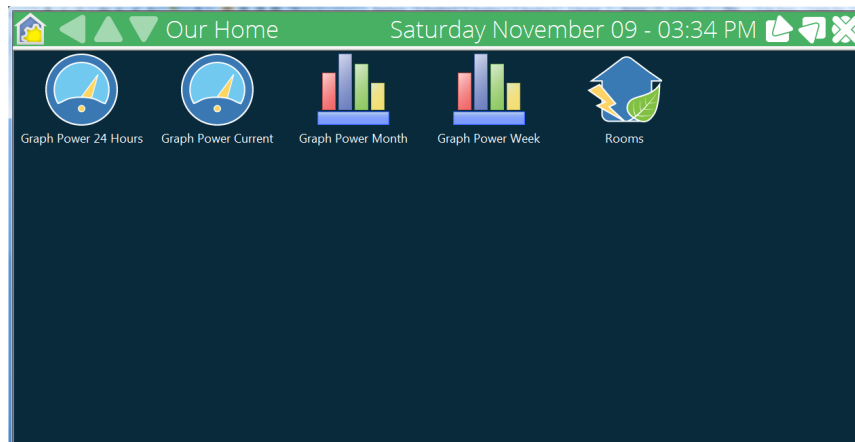 Our Home
Saturday November 09 - 03:34 PM
Graph Power 24 Hours
Graph Power Current
Graph Power Month
Graph Power Week
Rooms